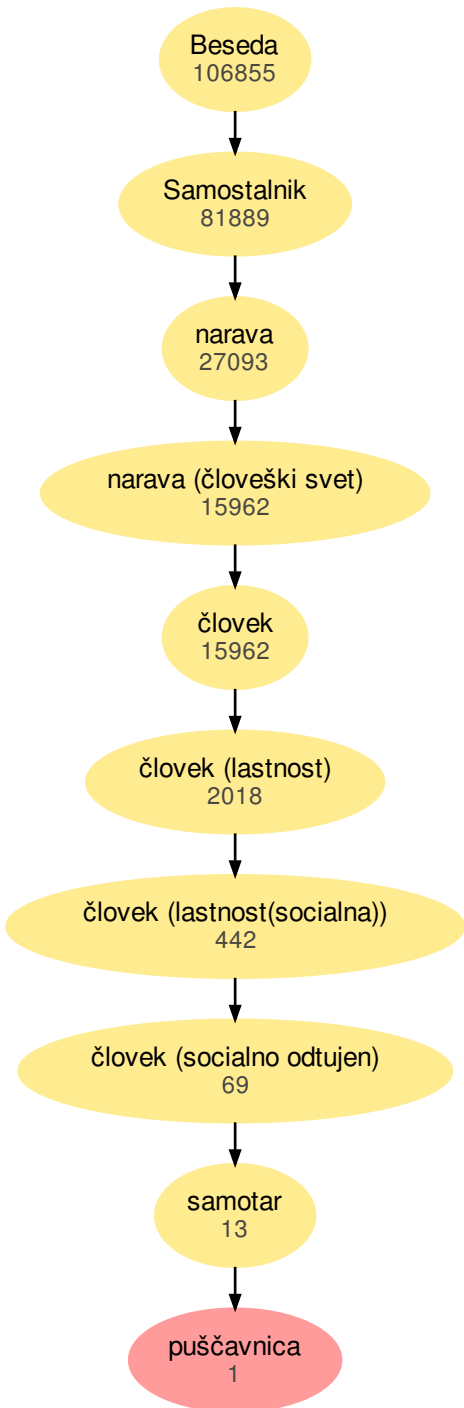 Beseda
106855
Samostalnik
81889
narava
27093
narava (človeški svet)
15962
človek
15962
človek (lastnost)
2018
človek (lastnost(socialna))
442
človek (socialno odtujen)
69
samotar
13
puščavnica
1